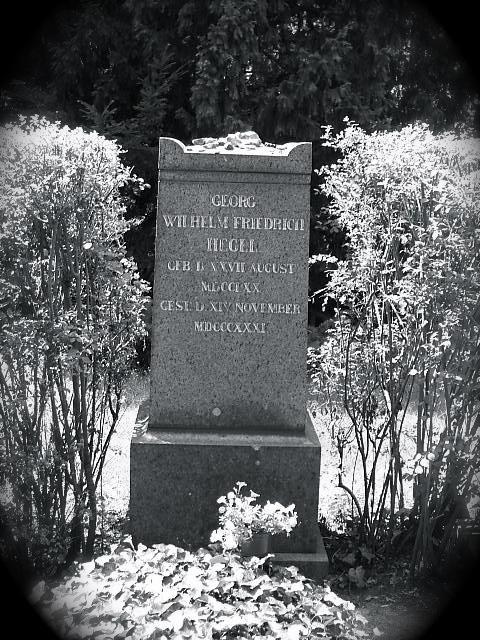 GEORG
WILHELM FRIEDRICH
HEGEL
GEB. D. XXVII AUGUST
MDCCLXX
GEST. D. XIV NOVEMBER
MDCCCXXXI